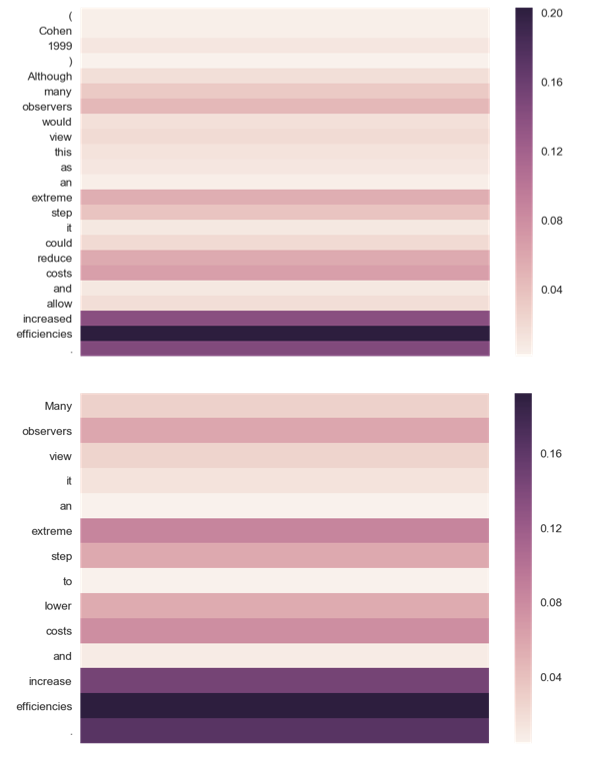 (
Cohen
1999
)
Although
many
observers
would
view
this
as
an
extreme
step
it
could
reduce
costs
and
allow
increased
efficiencies
.
0.20
0.16
0.12
0.08
0.04
Many
observers
view
it
an
extreme
step
to
lower
costs
and
increase
efficiencies
.
0.16
0.12
0.08
0.04